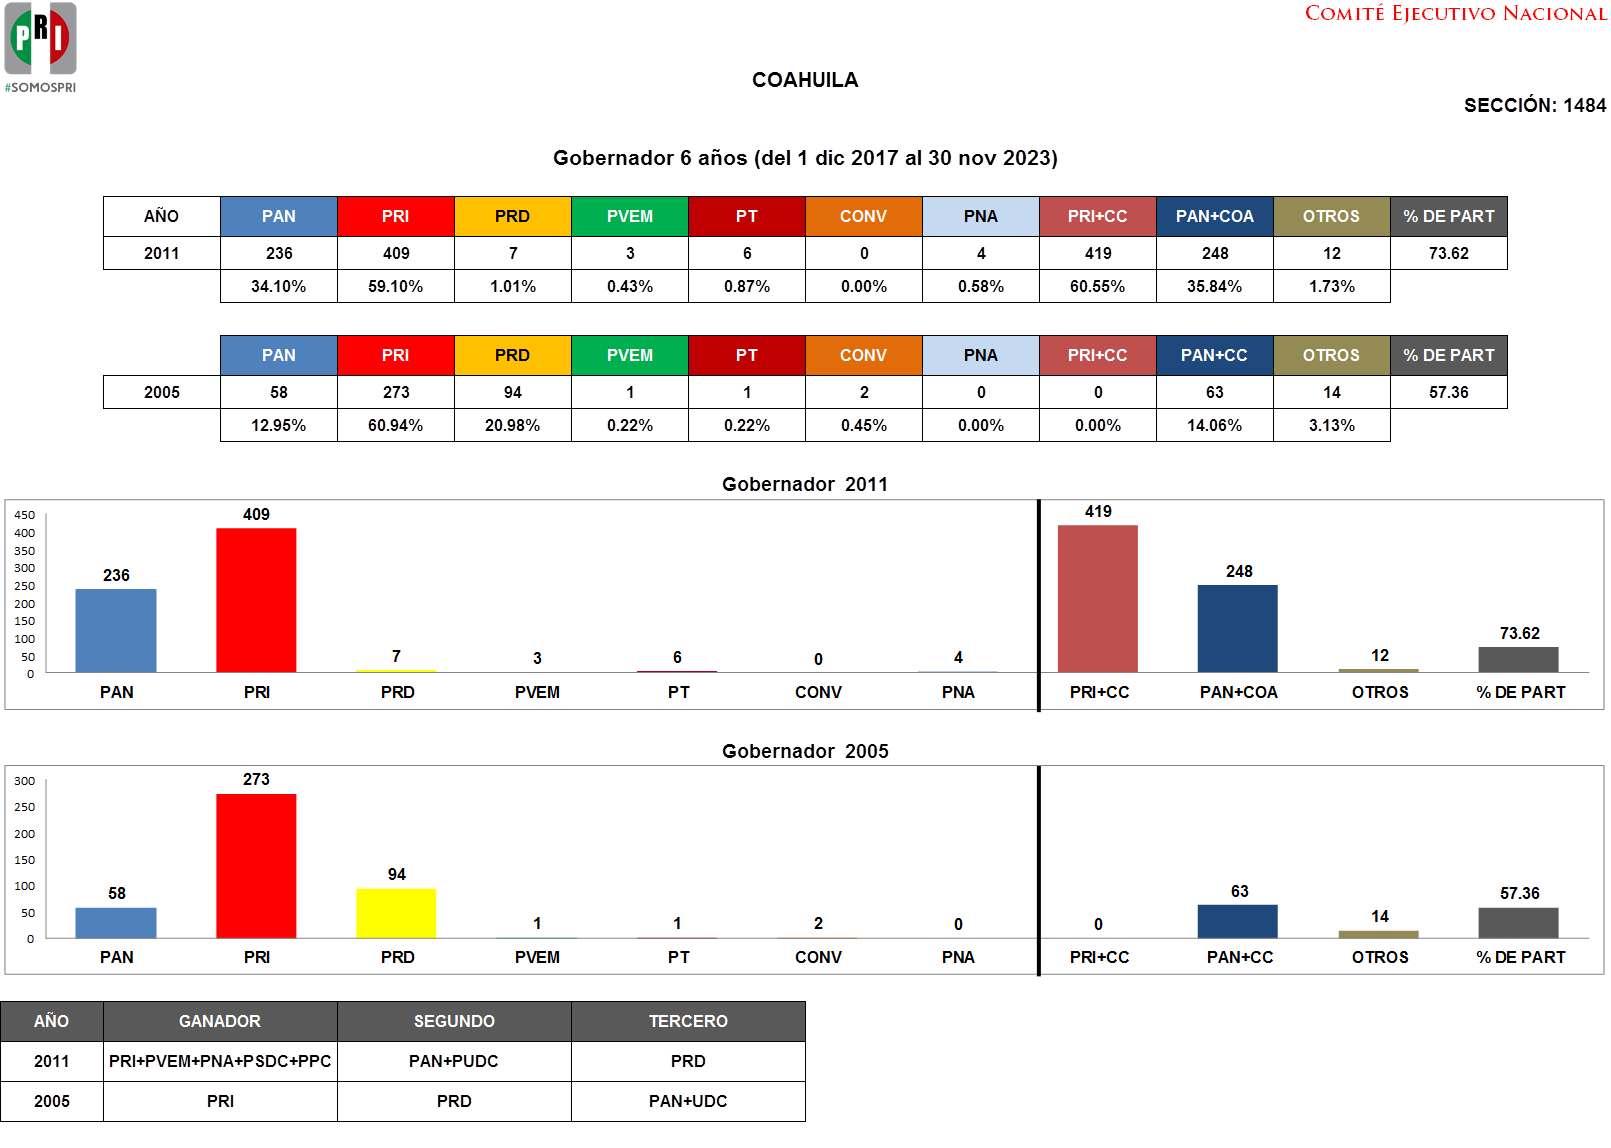 PRI
#SOMOSPRI
COMITÉ EJECUTIVO NACIONAL
COAHUILA
SECCIÓN: 1484
Gobernador 6 años (del 1 dic 2017 al 30 nov 2023)
AÑO PAN PRI PRD PVEM PT CONV PNA PRI+CC PAN+COA OTROS % DE PART
2011 236 409 7 3 6 0 4 419 248 12 73.62
34.10% 59.10% 1.01% 0.43% 0.87% 0.00% 0.58% 60.55% 35.84% 1.73%
PAN PRI PRD PVEM PT CONV PNA PRI+CC PAN+CC OTROS % DE PART
2005 58 273 94 1 1 2 0 0 63 14 57.36
12.95% 60.94% 20.98% 0.22% 0.22% 0.45% 0.00% 0.00% 14.06% 3.13%
Gobernador 2011
450
400
350
300
250
200
150
100
50
0
236 409 7 3 6 0 4 419 248 12 73.62
PAN PRI PRD PVEM PT CONV PNA PRI+CC PAN+COA OTROS % DE PART
Gobernador 2005
300
250
200
150
100
50
0
58 273 94 1 1 2 0 0 63 14 57.36
PAN PRI PRD PVEM PT CONV PNA PRI+CC PAN+CC OTROS % DE PART
AÑO GANADOR SEGUNDO TERCERO
2011 PRI+PVEM+PNA+PSDC+PPC PAN+PUDC PRD
2005 PRI PRD PAN+UDC